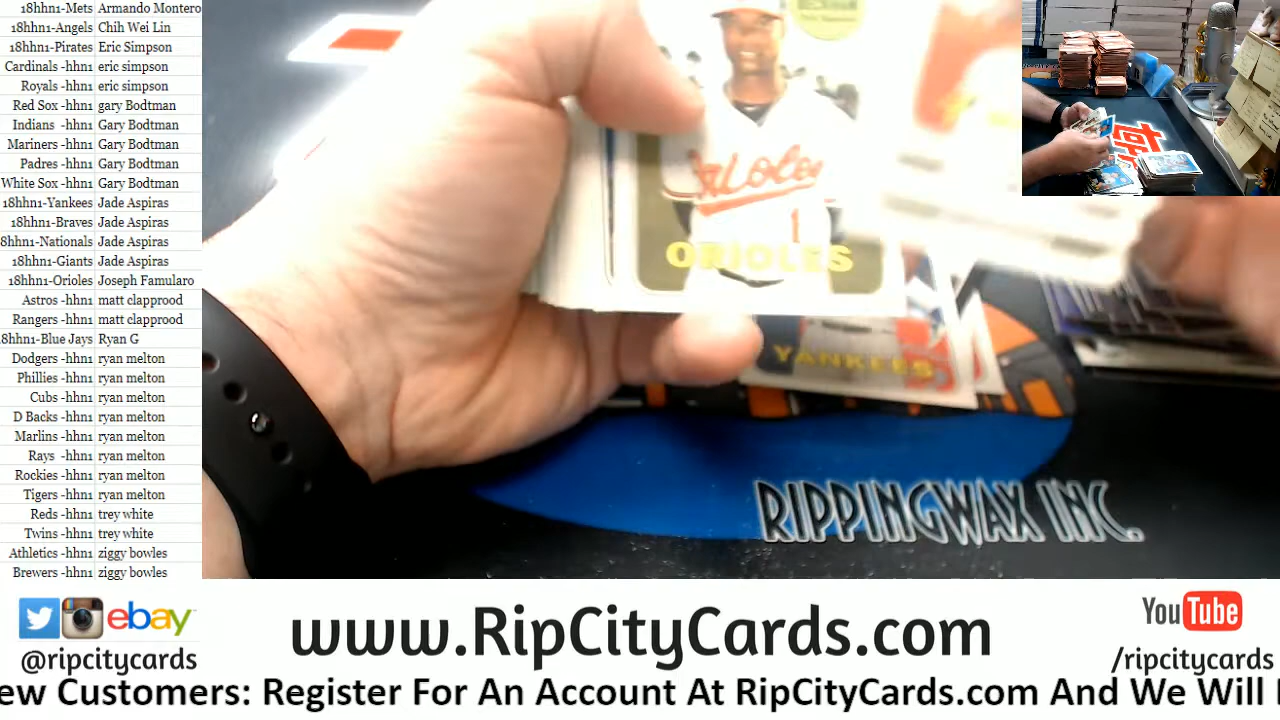 18hhn1-Mets Armando Montero
18hhn1-Angels Chih Wei Lin
18hhn1-Pirates Eric Simpson
Cardinals -hhn1 eric simpson
Royals -hhn1 eric simpson
Red Sox -hhn1 gary Bodtman
Indians -hhn1 Gary Bodtman
Mariners -hhn1 Gary Bodtman
Padres -hhn1 Gary Bodtman
White Sox -hhn1 Gary Bodtman
18hhn1-Yankees Jade Aspiras
18hhn1-Braves Jade Aspiras
8hhn1-Nationals Jade Aspiras
18hhn1-Giants Jade Aspiras
18hhn1-Orioles Joseph Famularo
Astros -hhn1 matt clapprood
Rangers -hhn1 matt clapprood
8hhn1-Blue Jays Ryan G
Dodgers -hhn1 ryan melton
Phillies -hhn1 ryan melton
Cubs -hhn1 ryan melton
D Backs -hhn1 ryan melton
Marlins -hhn1 ryan melton
Rays -hhn1 ryan melton
Rockies -hhn1 ryan melton
Tigers -hhn1 ryan melton
Reds -hhn1 trey white
Twins -hhn1 trey white
Athletics -hhn1 ziggy bowles
Brewers -hhn1 ziggy bowles
1
ORIOLES
YANKEES
RIPPINGWAX INC.
ebay
@ripcitycards
www.RipCityCards.com
YouTube
/ripcitycards
ew Customers: Register For An Account At RipCityCards.com And We Will